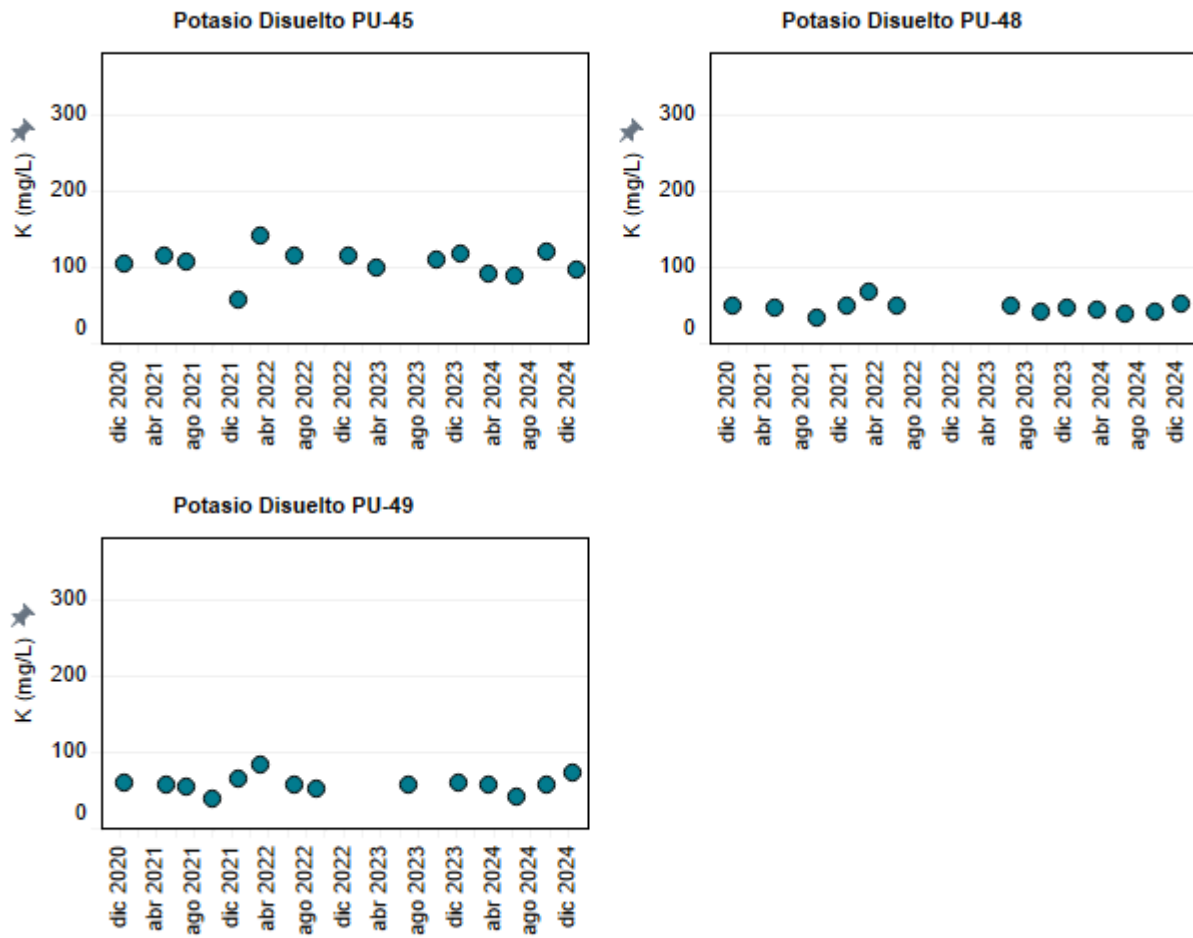 Potasio Disuelto PU-45
K (mg/L)
300
200
100
0
dic 2020
abr 2021
ago 2021
dic 2021
abr 2022
ago 2022
dic 2022
abr 2023
ago 2023
dic 2023
abr 2024
ago 2024
dic 2024
Potasio Disuelto PU-48
K (mg/L)
300
200
100
0
dic 2020
abr 2021
ago 2021
dic 2021
abr 2022
ago 2022
dic 2022
abr 2023
ago 2023
dic 2023
abr 2024
ago 2024
dic 2024
Potasio Disuelto PU-49
K (mg/L)
300
200
100
0
dic 2020
abr 2021
ago 2021
dic 2021
abr 2022
ago 2022
dic 2022
abr 2023
ago 2023
dic 2023
abr 2024
ago 2024
dic 2024